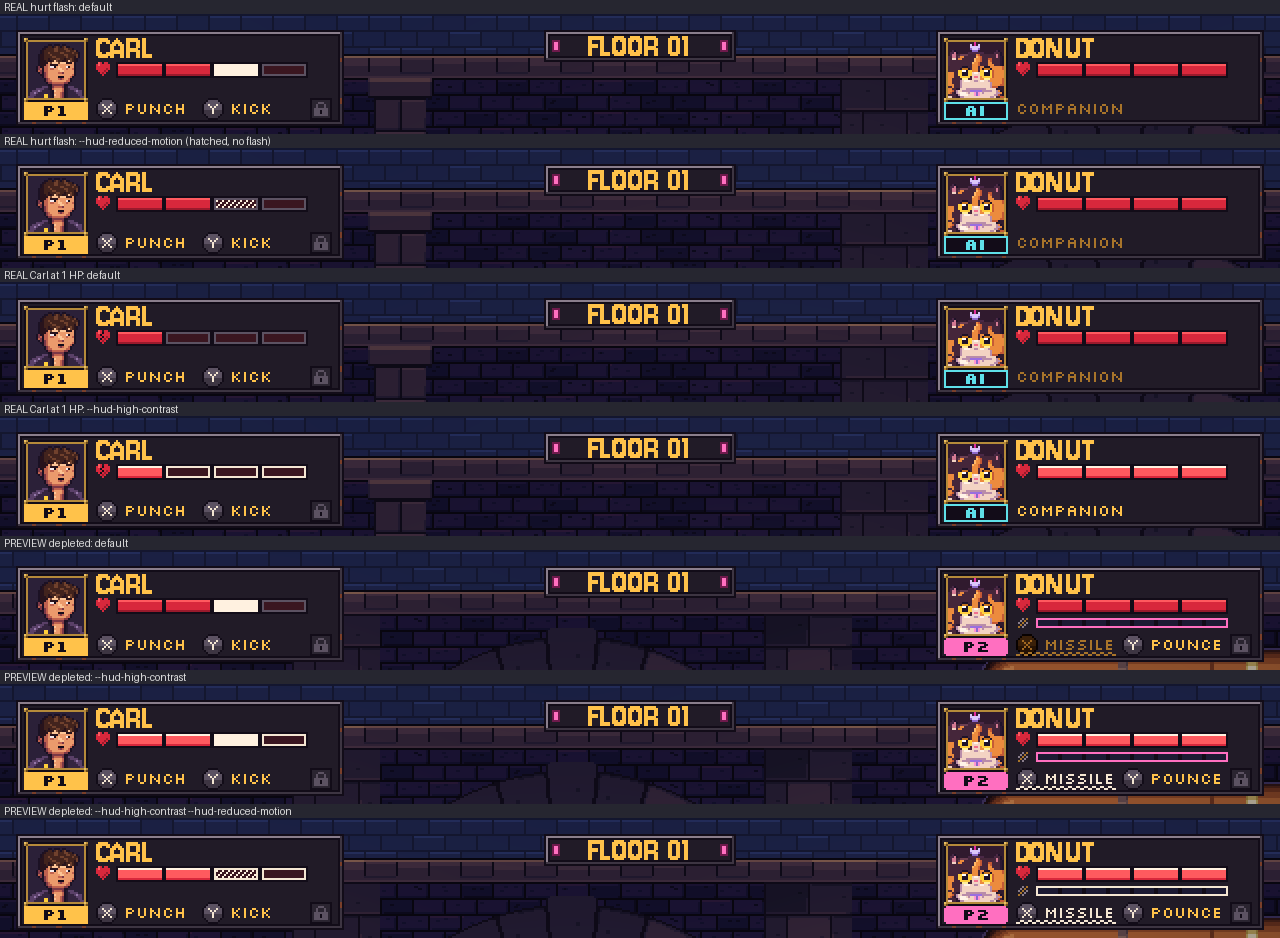 REAL hurt flash: default
CARL FLOOR 01 DONUT
P1 X PUNCH Y KICK AI COMPANION
REAL hurt flash: --hud-reduced-motion (hatched, no flash)
CARL FLOOR 01 DONUT
P1 X PUNCH Y KICK AI COMPANION
REAL Carl at 1 HP: default
CARL FLOOR 01 DONUT
P1 X PUNCH Y KICK AI COMPANION
REAL Carl at 1 HP: --hud-high-contrast
CARL FLOOR 01 DONUT
P1 X PUNCH Y KICK AI COMPANION
PREVIEW depleted: default
CARL FLOOR 01 DONUT
P1 X PUNCH Y KICK P2 X MISSILE Y POUNCE
PREVIEW depleted: --hud-high-contrast
CARL FLOOR 01 DONUT
P1 X PUNCH Y KICK P2 X MISSILE Y POUNCE
PREVIEW depleted: --hud-high-contrast --hud-reduced-motion
CARL FLOOR 01 DONUT
P1 X PUNCH Y KICK P2 X MISSILE Y POUNCE